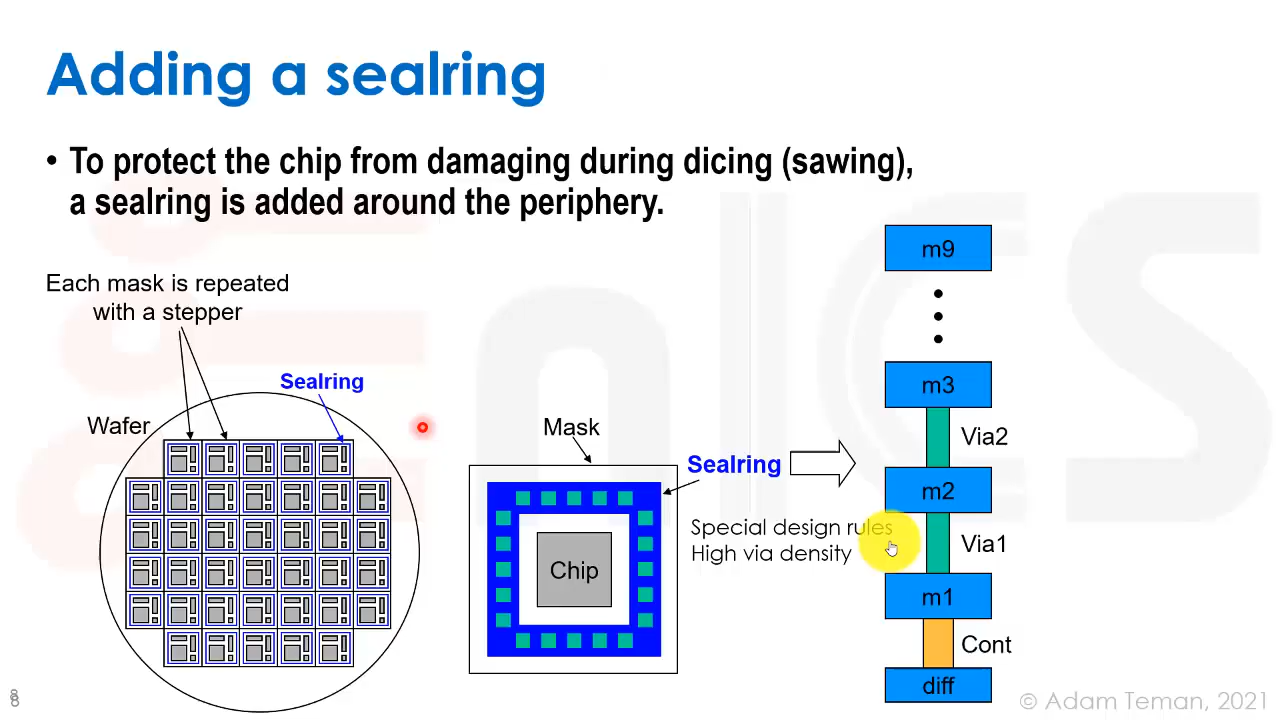 Adding a sealring
• To protect the chip from damaging during dicing (sawing),
a sealring is added around the periphery.
Each mask is repeated
with a stepper
Sealring
Wafer
Mask
Sealring
Special design rules
High via density
Chip
m9
m3
Via2
m2
Via1
m1
Cont
diff
8
© Adam Teman, 2021
enICS